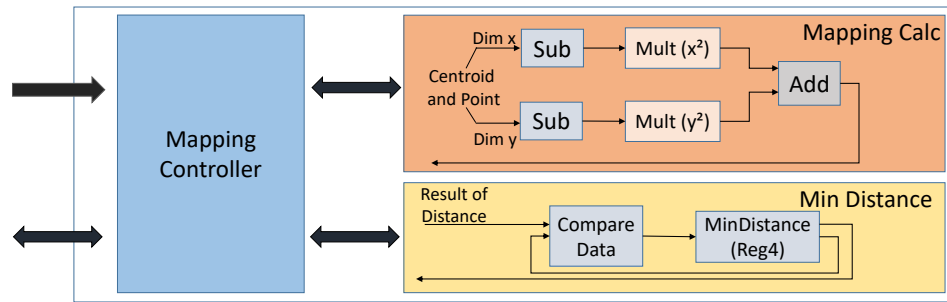 Mapping
Controller
Mapping Calc
Dim x
Sub
Mult (x²)
Centroid
and Point
Add
Sub
Mult (y²)
Dim y
Min Distance
Result of
Distance
Compare
Data
MinDistance
(Reg4)